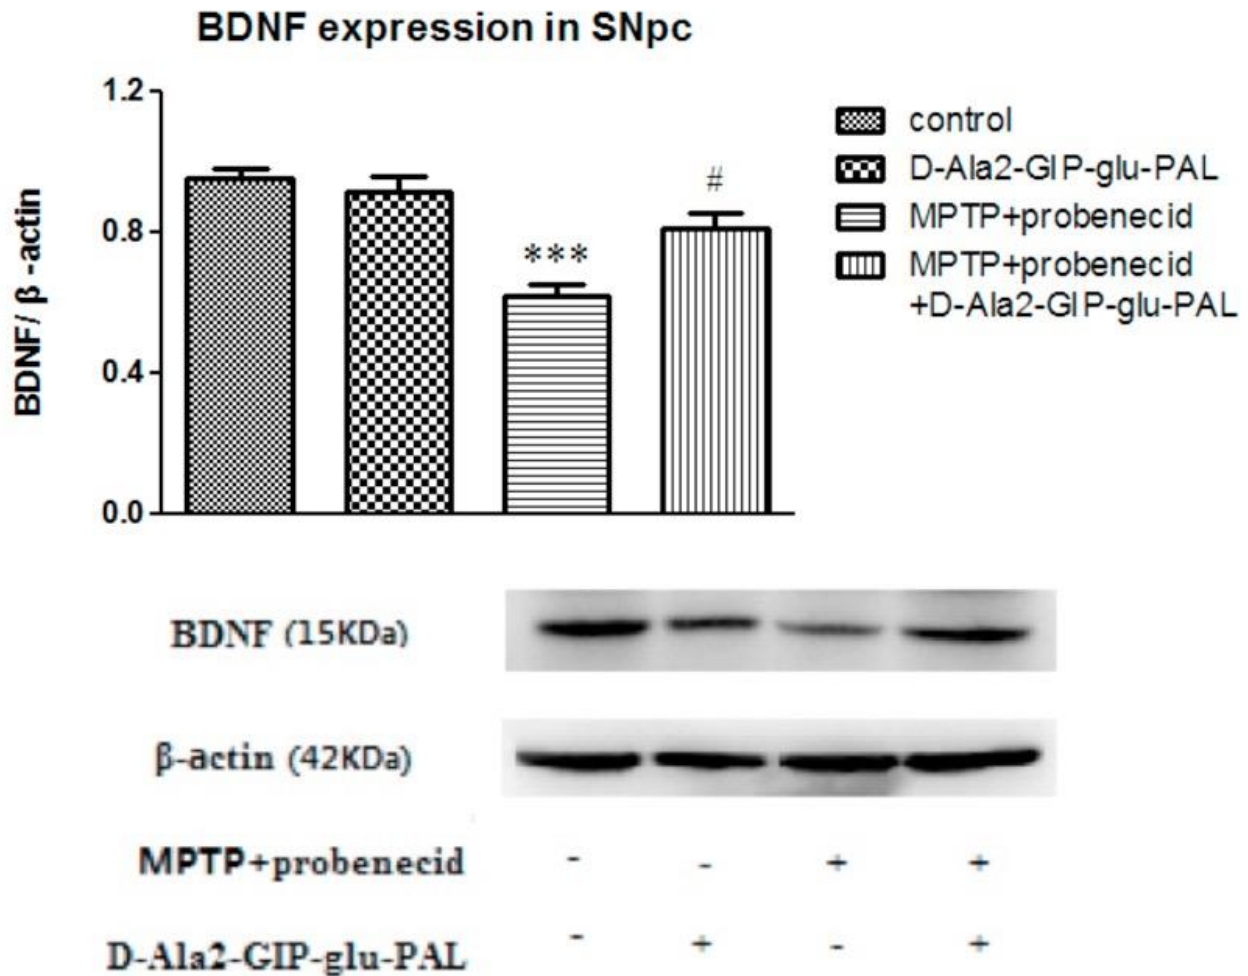 BDNF expression in SNpc
1.2
0.8
0.4
0.0
BDNF/ β -actin
***
#
control
D-Ala2-GIP-glu-PAL
MPTP+probenecid
MPTP+probenecid
+D-Ala2-GIP-glu-PAL
BDNF (15KDa)
β-actin (42KDa)
MPTP+probenecid - - + +
D-Ala2-GIP-glu-PAL - + - +